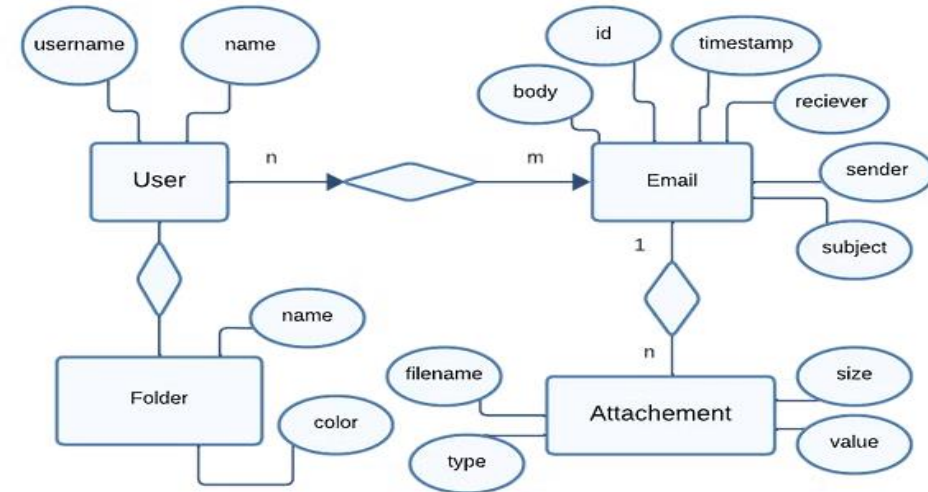 username
name
id
timestamp
body
reciever
n
m
User
Email
sender
1
subject
name
n
filename
size
Folder
Attachement
color
value
type